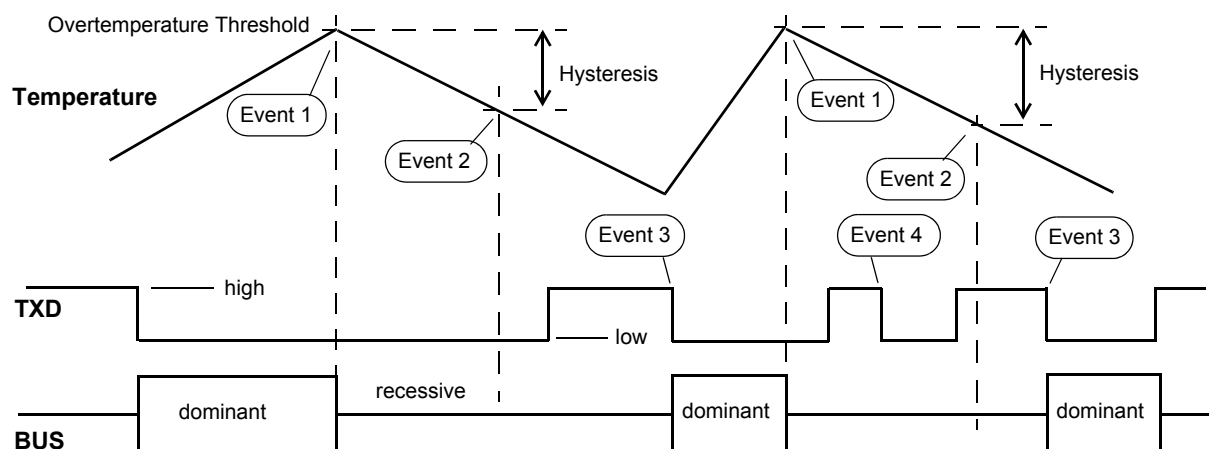 Overtemperature Threshold
Hysteresis
Hysteresis
Temperature
Event 1
Event 1
Event 2
Event 2
Event 3
Event 4
Event 3
high
TXD
low
recessive
dominant
dominant
dominant
BUS